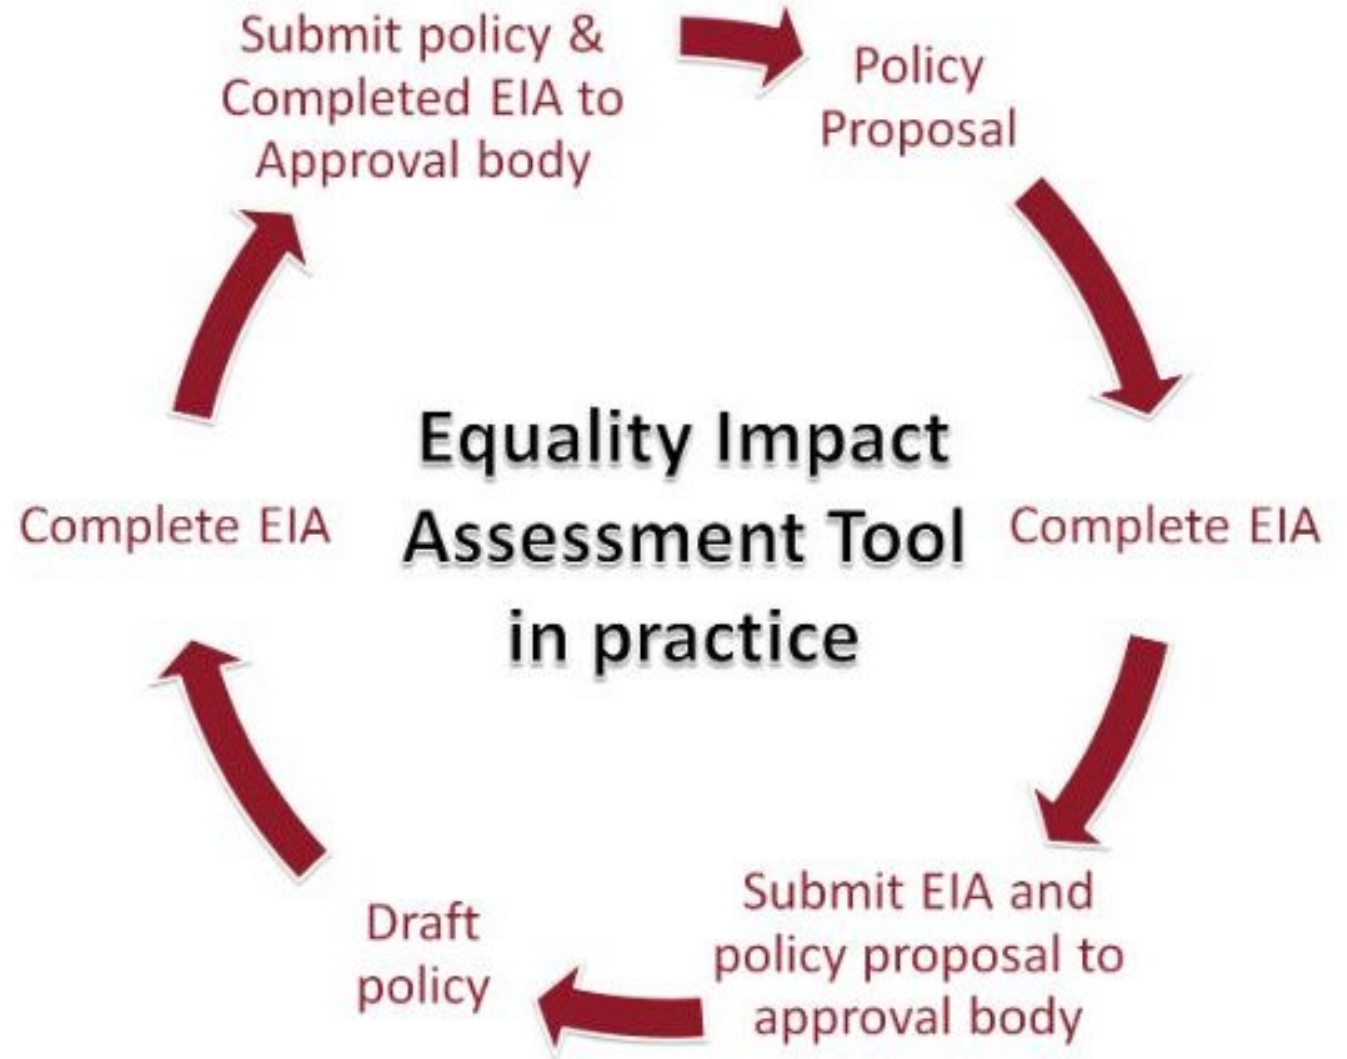 Submit policy &
Completed EIA to
Approval body
Policy
Proposal
Equality Impact
Assessment Tool
in practice
Complete EIA
Complete EIA
Submit EIA and
policy proposal to
approval body
Draft
policy